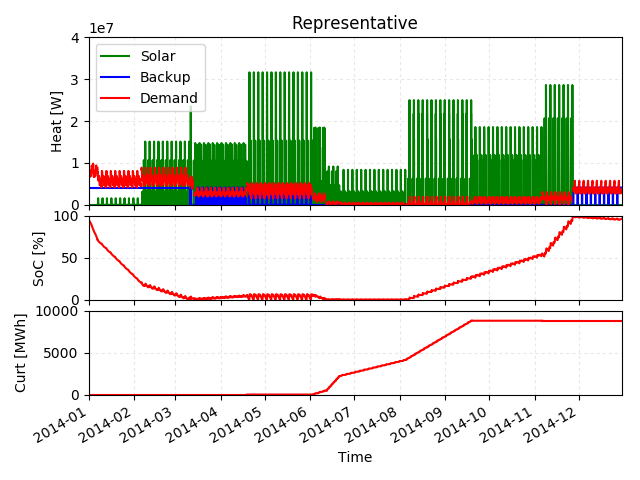 Representative
1e7
Heat [W]
4
3
2
1
0
Solar
Backup
Demand
SoC [%]
100
50
0
Curt [MWh]
10000
5000
0
2014-01
2014-02
2014-03
2014-04
2014-05
2014-06
2014-07
2014-08
2014-09
2014-10
2014-11
2014-12
Time